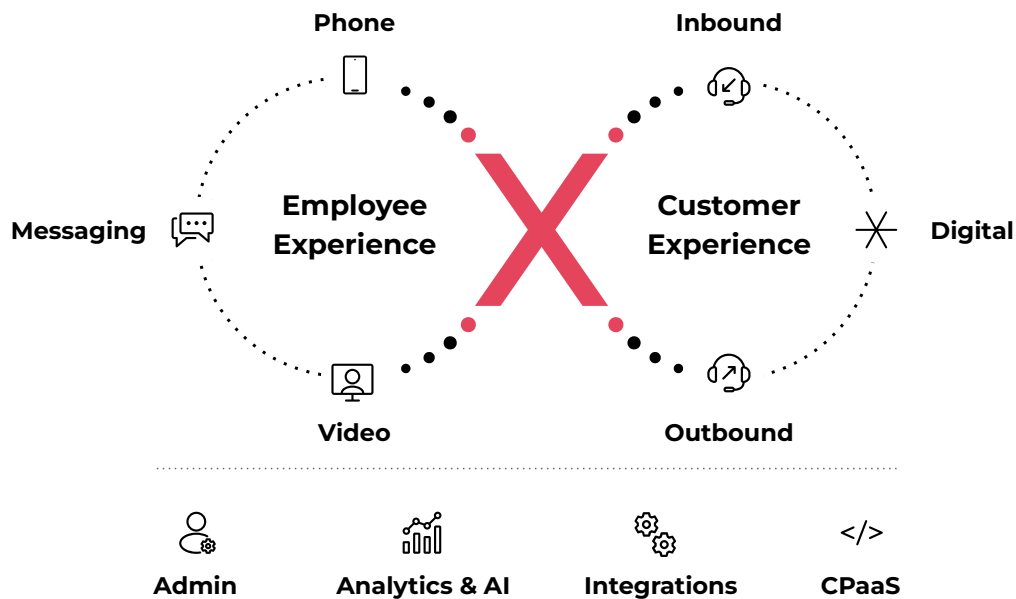 Phone
Inbound
Employee
Experience
Customer
Experience
Messaging
Digital
Video
Outbound
Admin
Analytics & AI
Integrations
</>
CPaaS